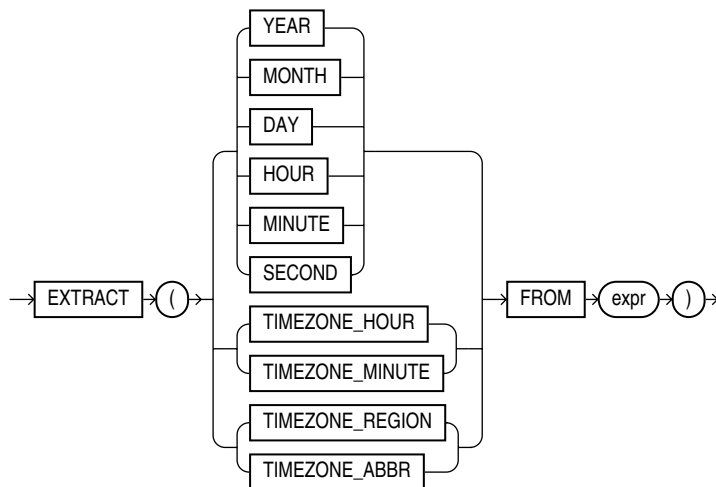 YEAR
MONTH
DAY
HOUR
MINUTE
SECOND
EXTRACT ( FROM expr )
TIMEZONE_HOUR
TIMEZONE_MINUTE
TIMEZONE_REGION
TIMEZONE_ABBR